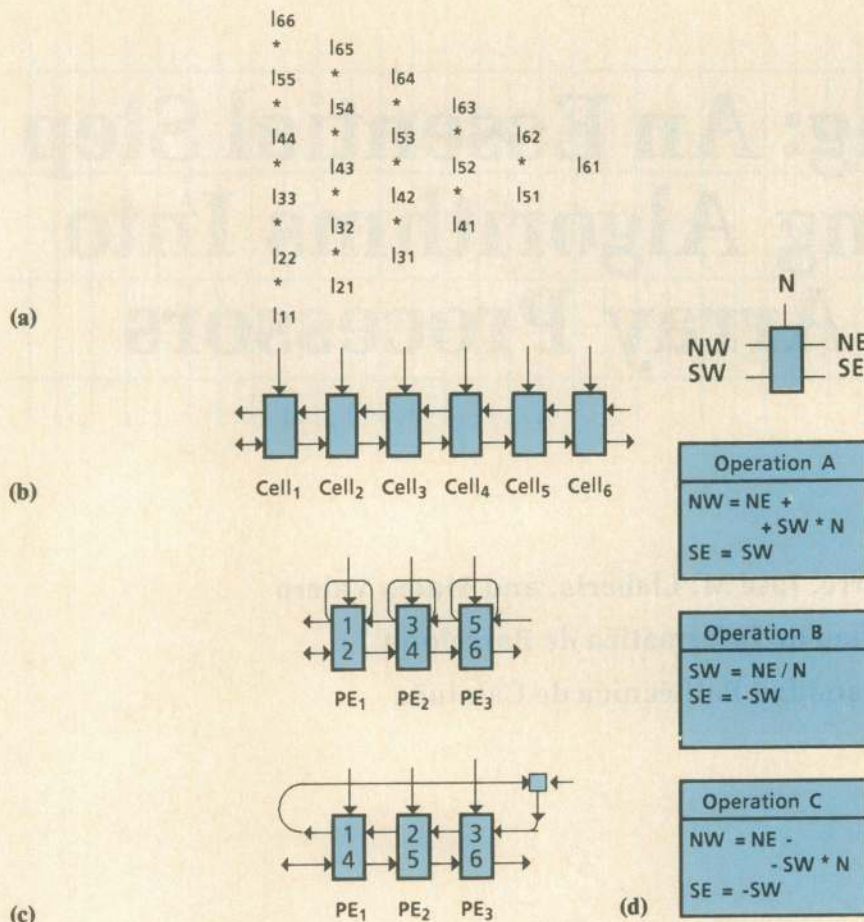 l66
* l65
l55 * l64
* l54 * l63
l44 * l53 * l62
* l43 * l52 * l61
l33 * l42 * l51
* l32 * l41
l22 * l31
* l21
l11
(a)
Cell1 Cell2 Cell3 Cell4 Cell5 Cell6
(b)
1 3 5
2 4 6
PE1 PE2 PE3
1 2 3
4 5 6
PE1 PE2 PE3
(c)
N
NW NE
SW SE
Operation A
NW = NE +
+ SW * N
SE = SW
Operation B
SW = NE / N
SE = -SW
Operation C
NW = NE -
- SW * N
SE = -SW
(d)